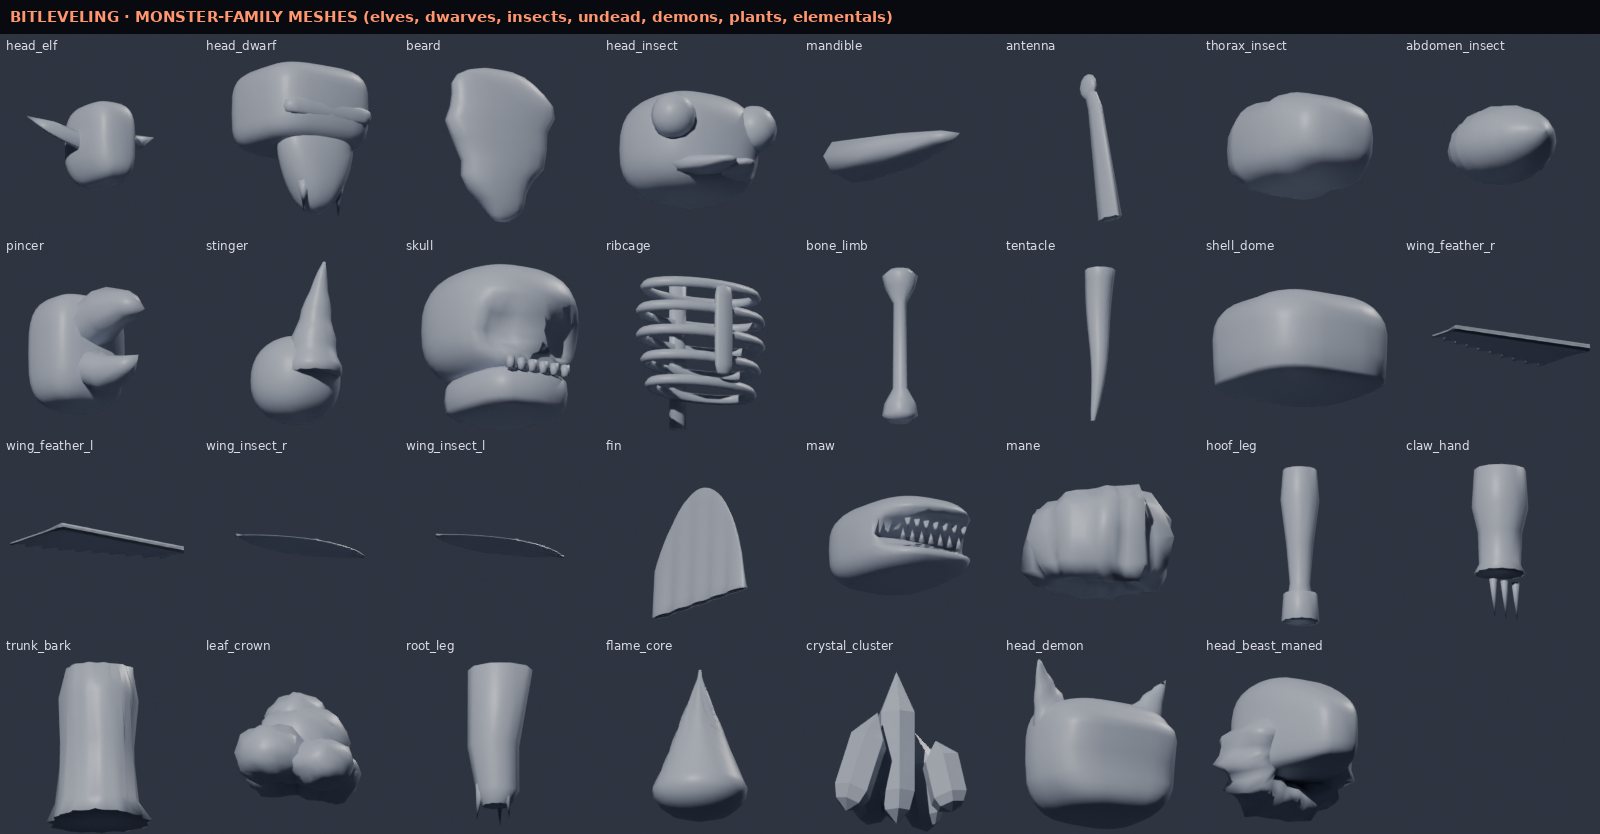 BITLEVELING · MONSTER-FAMILY MESHES (elves, dwarves, insects, undead, demons, plants, elementals)
head_elf head_dwarf beard head_insect mandible antenna thorax_insect abdomen_insect
pincer stinger skull ribcage bone_limb tentacle shell_dome wing_feather_r
wing_feather_l wing_insect_r wing_insect_l fin maw mane hoof_leg claw_hand
trunk_bark leaf_crown root_leg flame_core crystal_cluster head_demon head_beast_maned